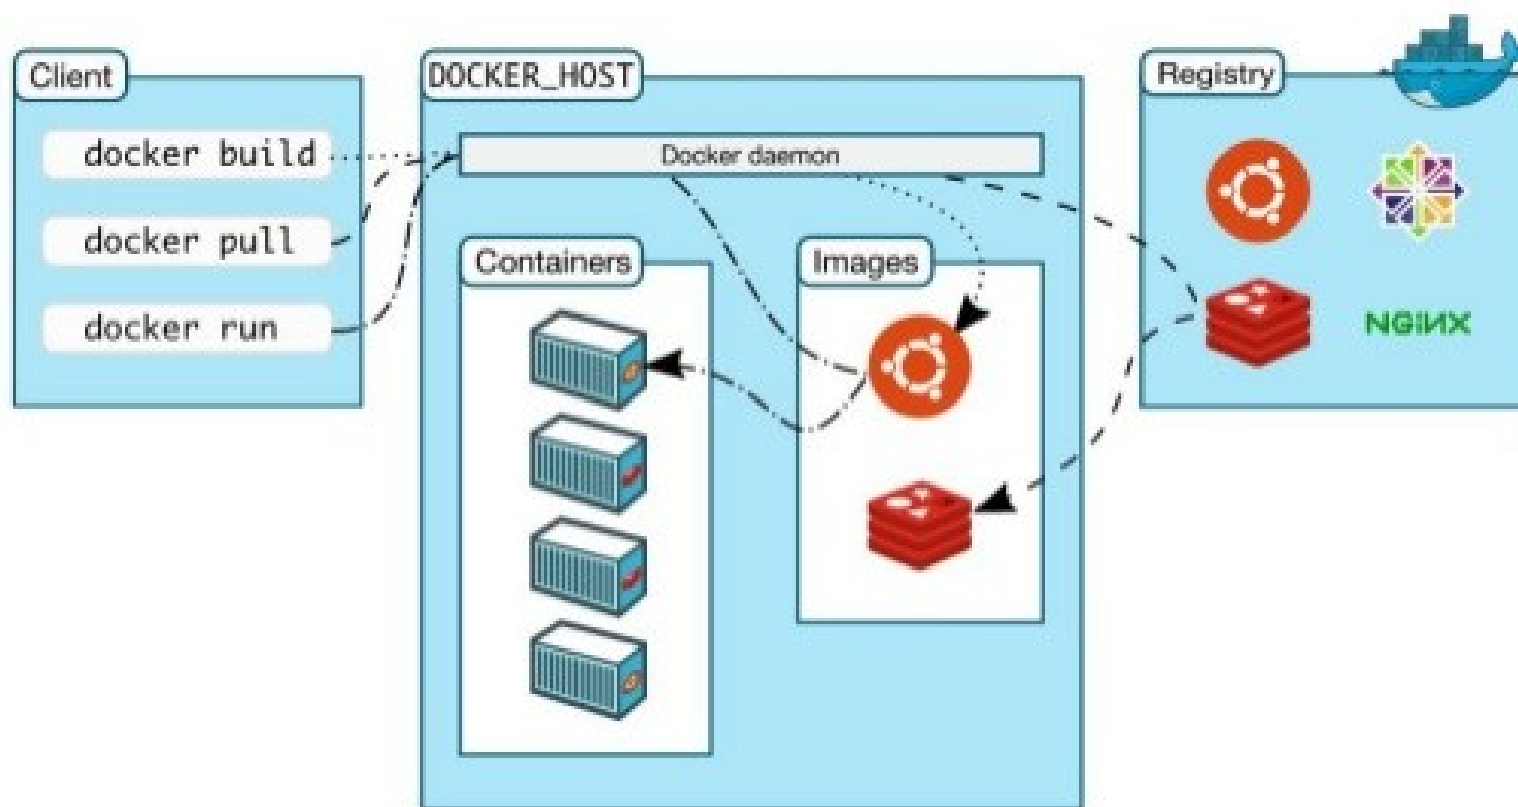 Client
docker build
docker pull
docker run
DOCKER_HOST
Docker daemon
Containers
Images
Registry
NGINX